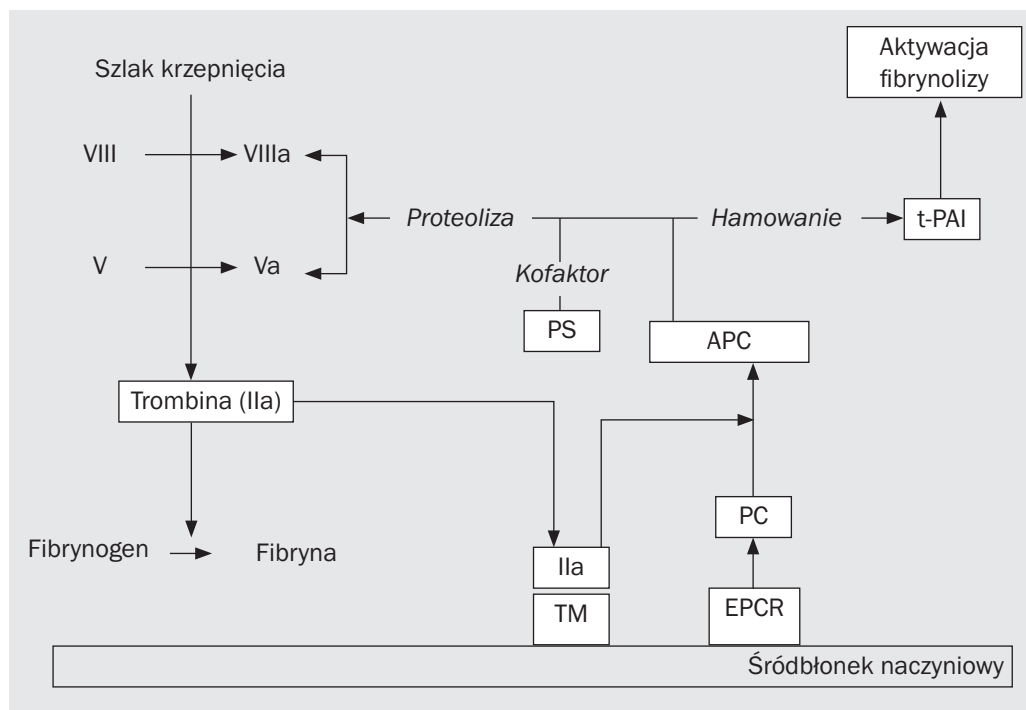 Aktywacja
fibrynolizy
Szlak krzepnięcia
VIII
VIIIa
Proteoliza
Hamowanie
t-PAI
V
Va
Kofaktor
PS
APC
Trombina (IIa)
PC
Fibrynogen
Fibryna
IIa
TM
EPCR
Śródbłonek naczyniowy